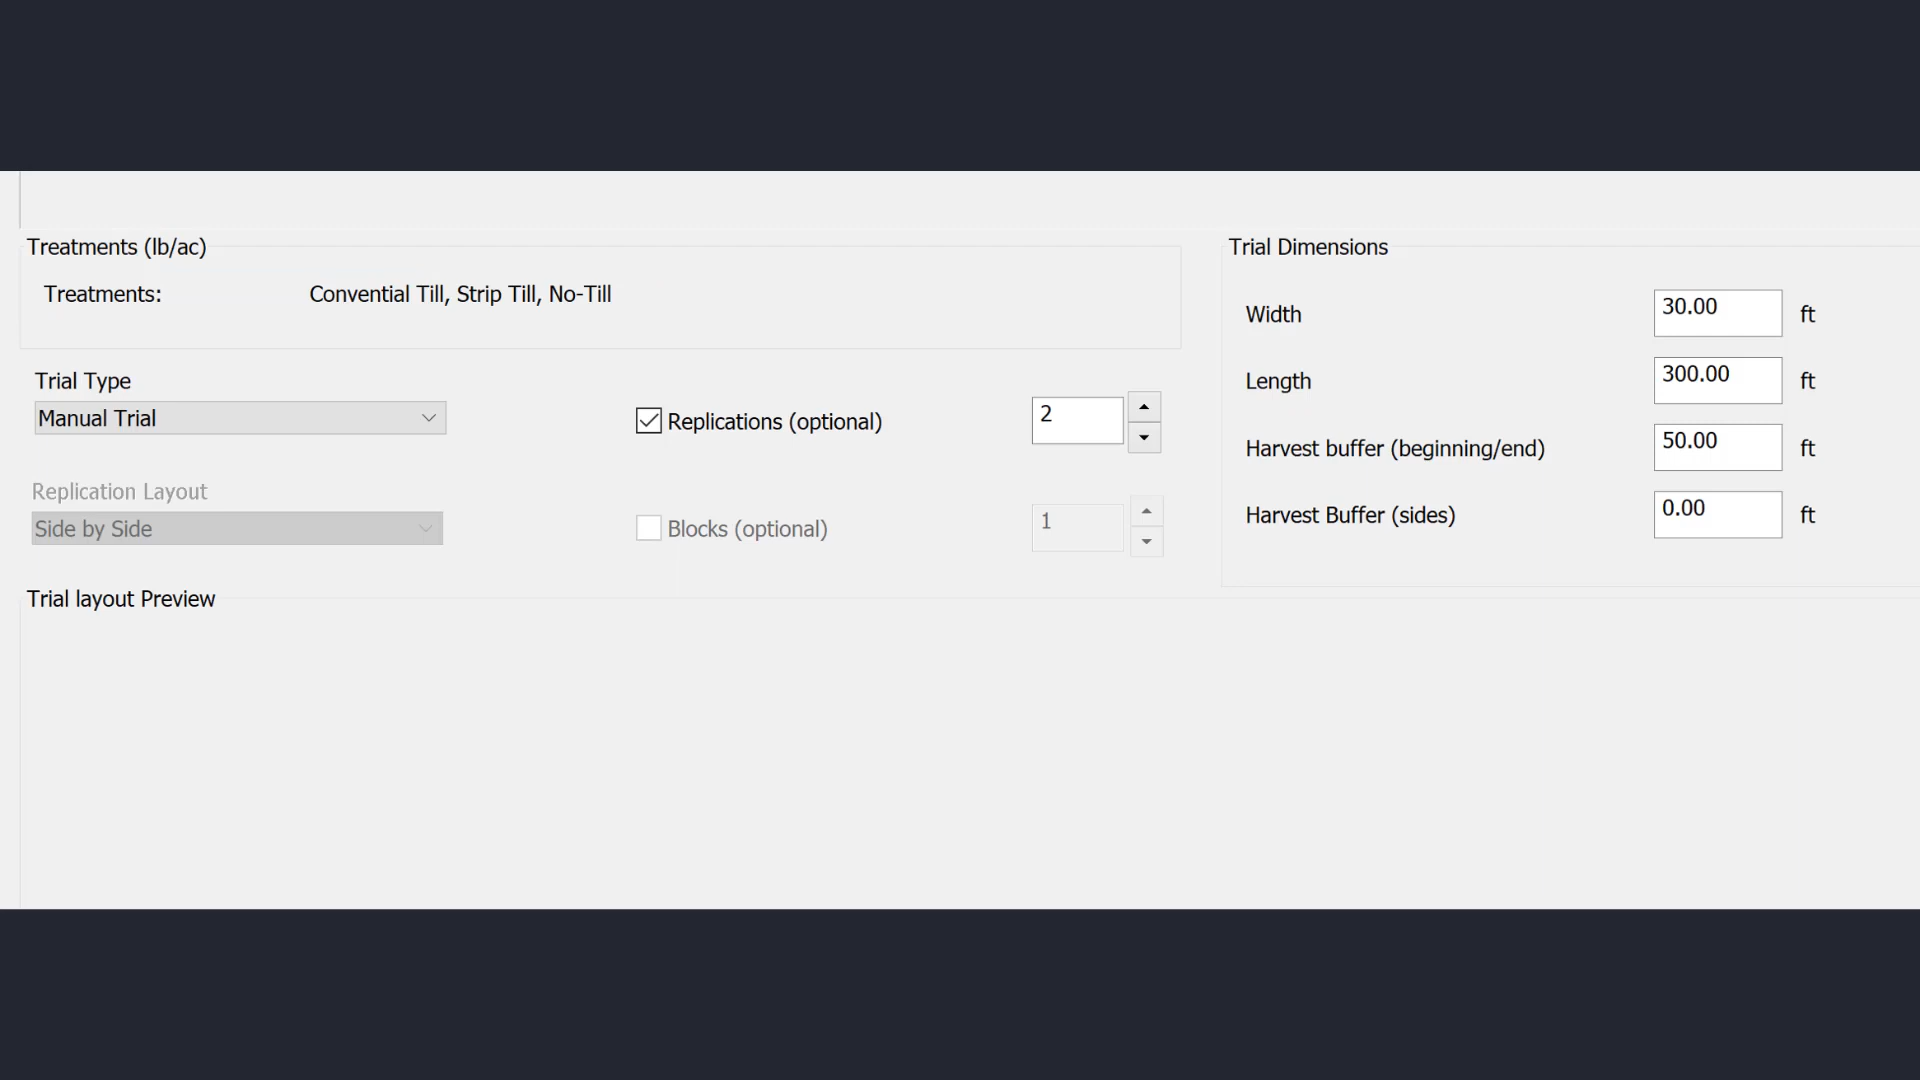 Treatments (lb/ac)
Treatments: Convential Till, Strip Till, No-Till
Trial Type
Manual Trial
Replications (optional) 2
Replication Layout
Side by Side
Blocks (optional) 1
Trial Dimensions
Width 30.00 ft
Length 300.00 ft
Harvest buffer (beginning/end) 50.00 ft
Harvest Buffer (sides) 0.00 ft
Trial layout Preview